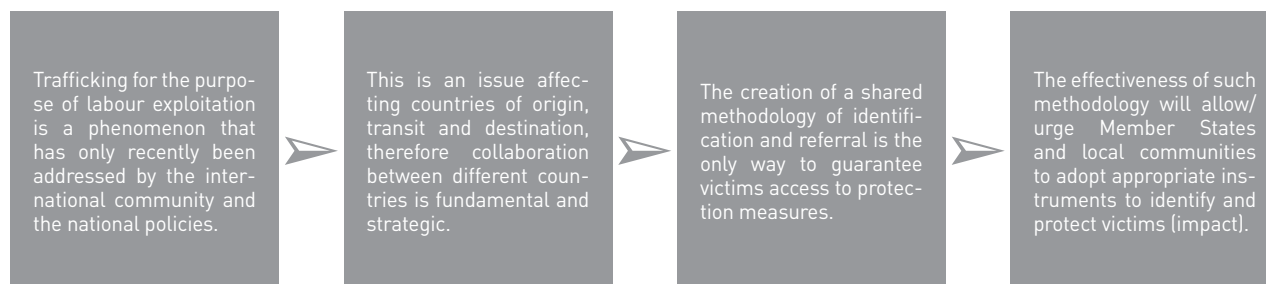 Trafficking for the purpo-
se of labour exploitation
is a phenomenon that
has only recently been
addressed by the inter-
national community and
the national policies.
This is an issue affec-
ting countries of origin,
transit and destination,
therefore collaboration
between different coun-
tries is fundamental and
strategic.
The creation of a shared
methodology of identifi-
cation and referral is the
only way to guarantee
victims access to protec-
tion measures.
The effectiveness of such
methodology will allow/
urge Member States
and local communities
to adopt appropriate ins-
truments to identify and
protect victims (impact).